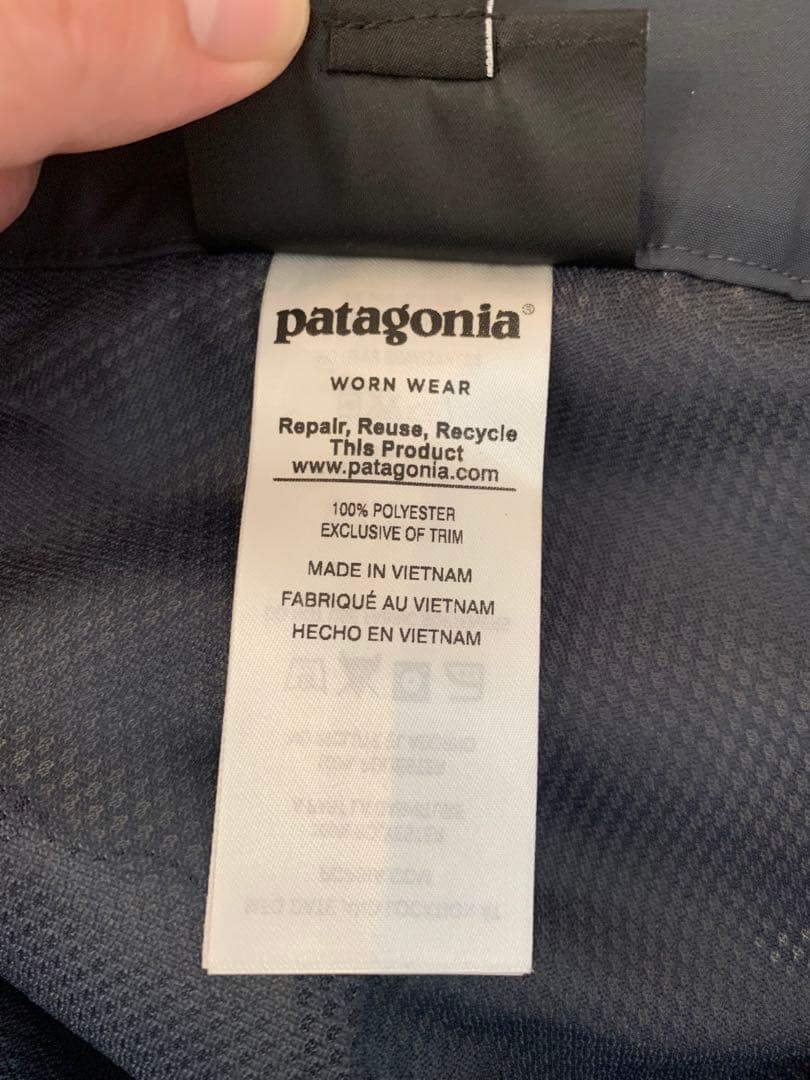 patagonia®
WORN WEAR
Repair, Reuse, Recycle
This Product
www.patagonia.com
100% POLYESTER
EXCLUSIVE OF TRIM
MADE IN VIETNAM
FABRIQUÉ AU VIETNAM
HECHO EN VIETNAM